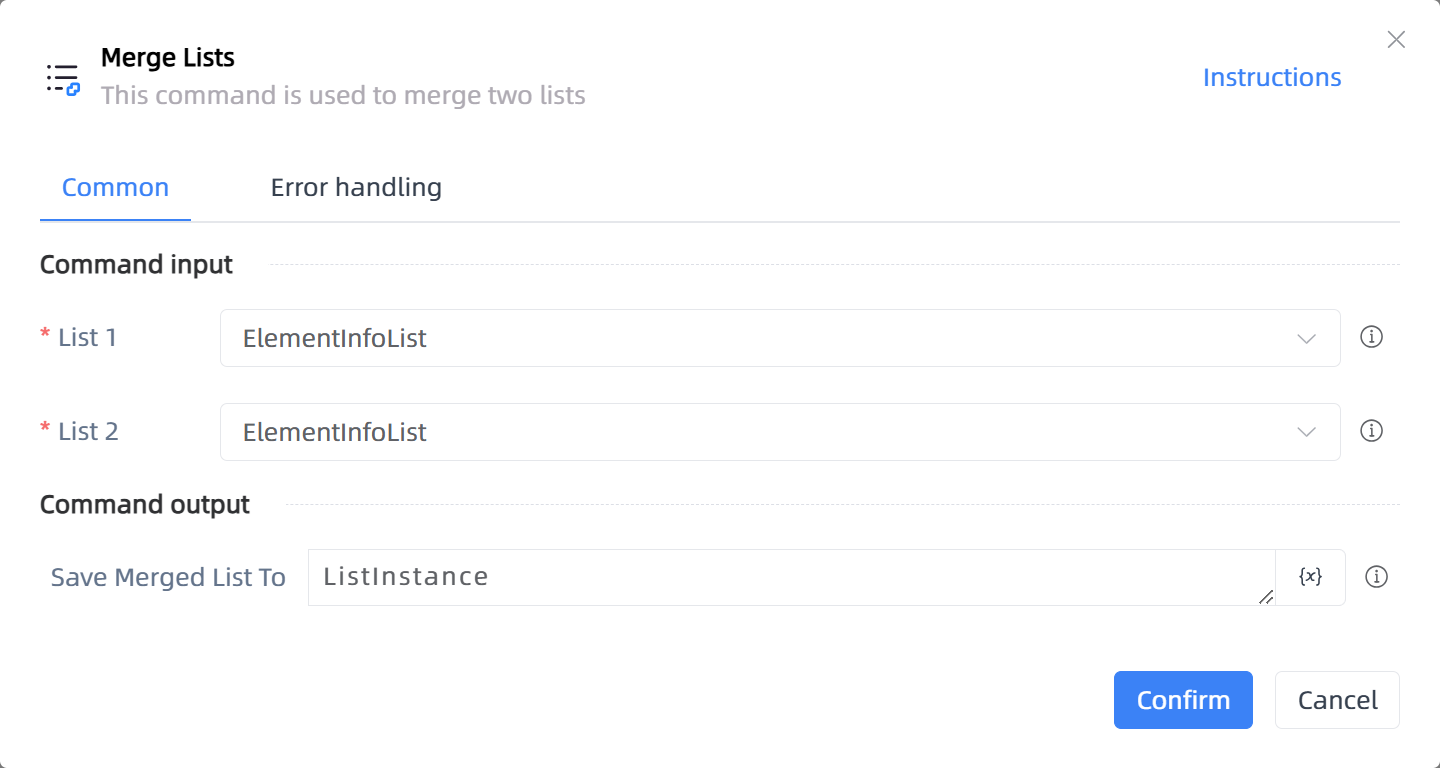 Merge Lists
This command is used to merge two lists
Instructions
Common
Error handling
Command input
* List 1
ElementInfoList
* List 2
ElementInfoList
Command output
Save Merged List To
ListInstance
{x}
Confirm
Cancel